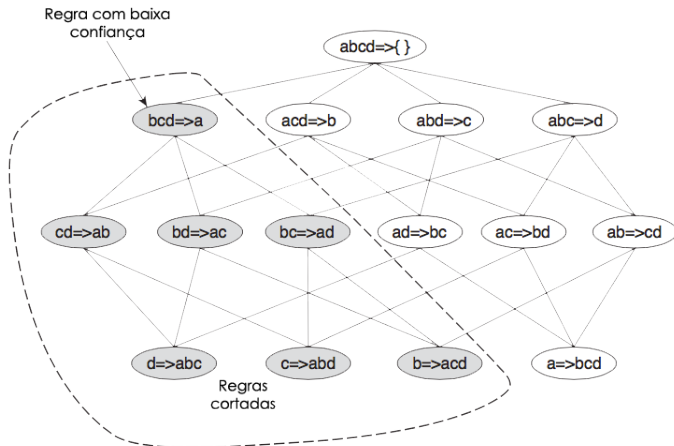 Regra com baixa
confiança
abcd=>{ }
bcd=>a
acd=>b
abd=>c
abc=>d
cd=>ab
bd=>ac
bc=>ad
ad=>bc
ac=>bd
ab=>cd
d=>abc
c=>abd
b=>acd
a=>bcd
Regras
cortadas